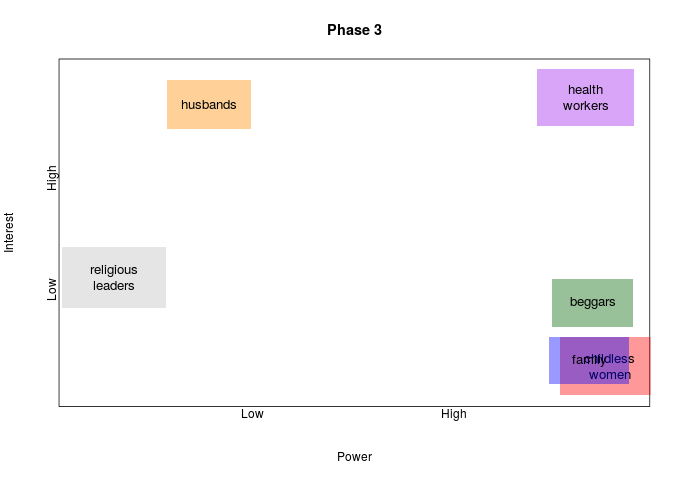 Phase 3
husbands
health
workers
High
Interest
religious
leaders
Low
beggars
family
childless
women
Low
High
Power